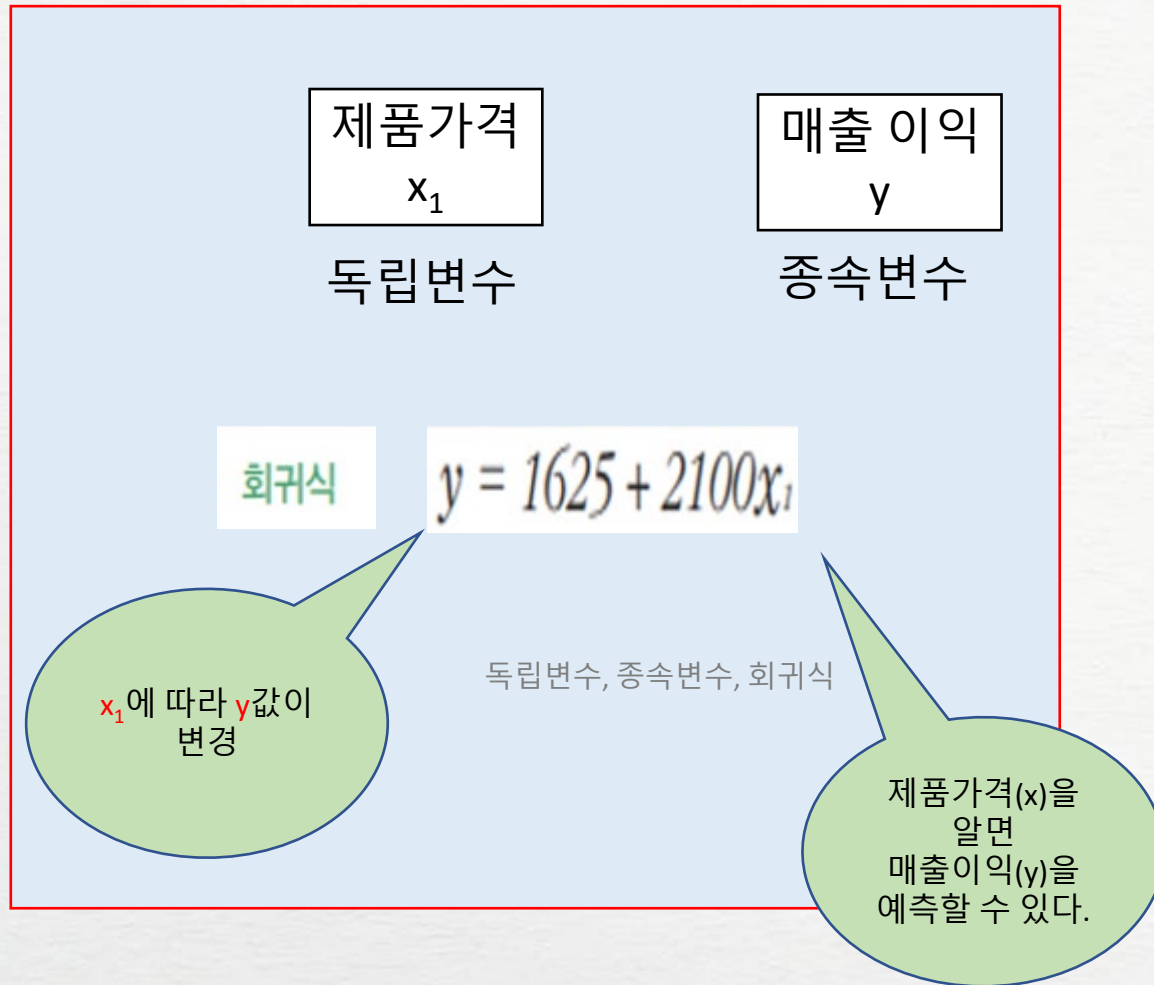 제품가격
x₁
매출 이익
y
독립변수
종속변수
회귀식
y = 1625 + 2100x₁
x₁에 따라 y값이
변경
독립변수, 종속변수, 회귀식
제품가격(x)을
알면
매출이익(y)을
예측할 수 있다.